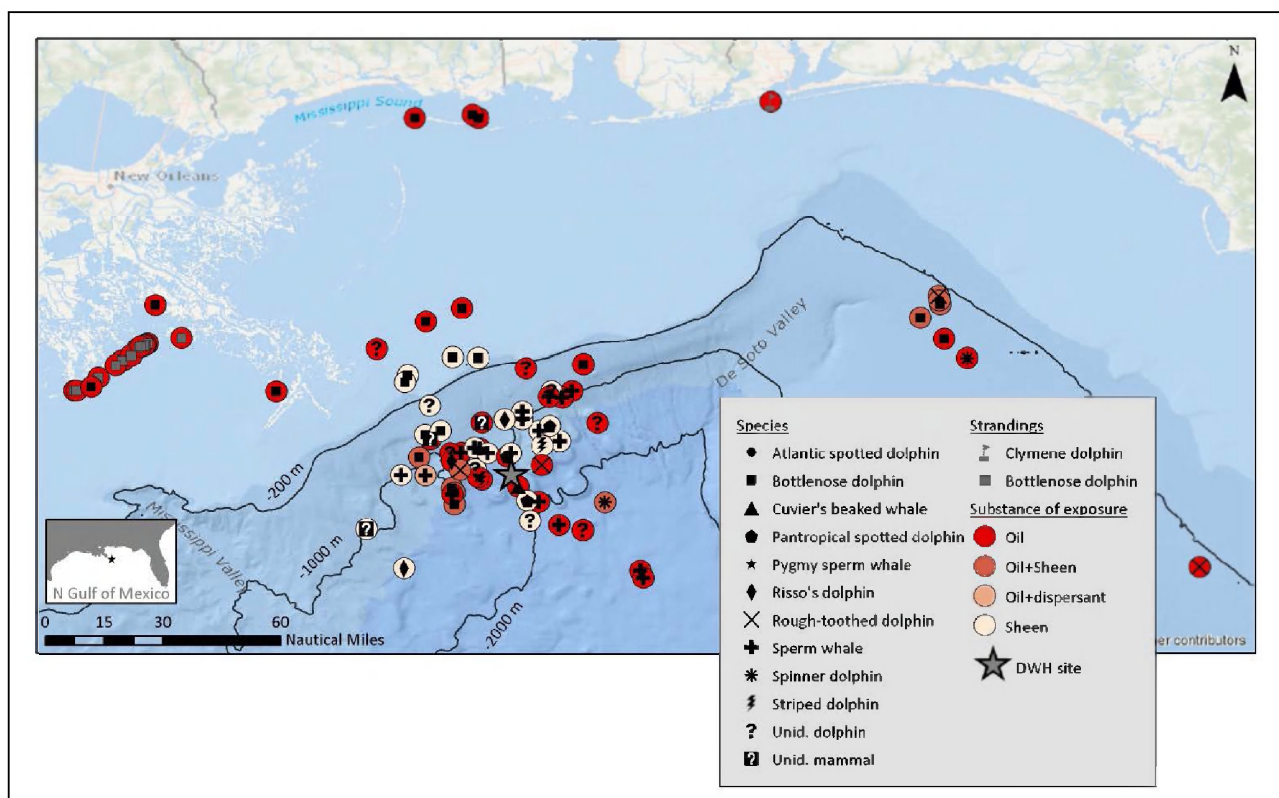 N
Mississippi Sound
New Orleans
De Soto Valley
-200 m
Mississippi Valley
-1000 m
-2000 m
N Gulf of Mexico
0 15 30 60
Nautical Miles
er contributors
Species
Atlantic spotted dolphin
Bottlenose dolphin
Cuvier's beaked whale
Pantropical spotted dolphin
Pygmy sperm whale
Risso's dolphin
Rough-toothed dolphin
Sperm whale
Spinner dolphin
Striped dolphin
? Unid. dolphin
? Unid. mammal
Strandings
Clymene dolphin
Bottlenose dolphin
Substance of exposure
Oil
Oil+Sheen
Oil+dispersant
Sheen
DWH site